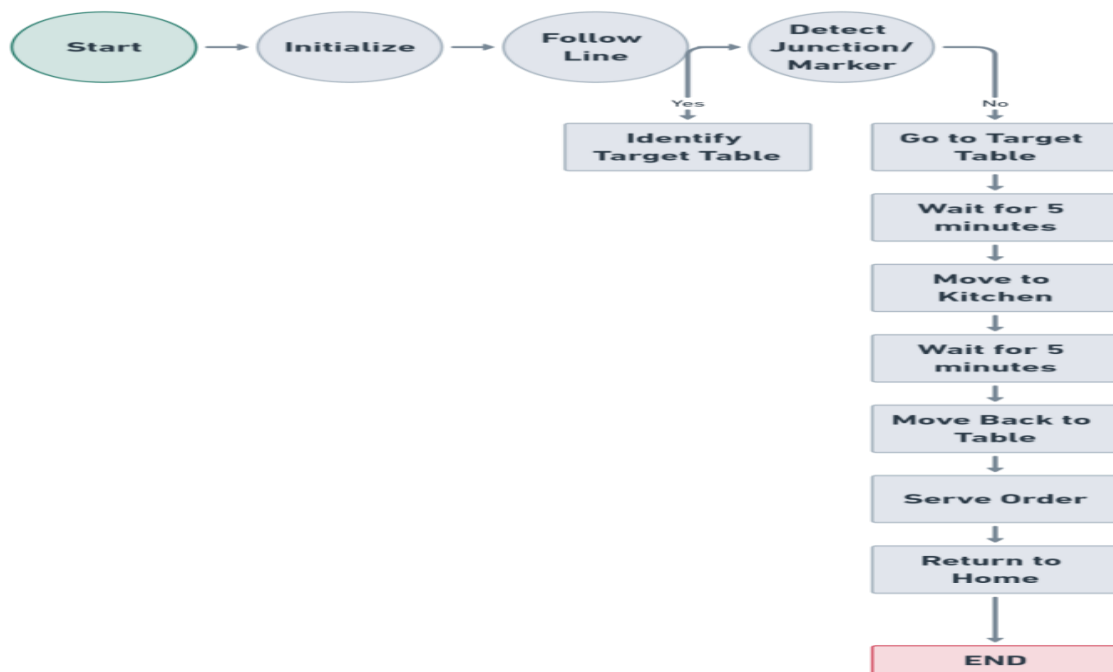 Start
Initialize
Follow
Line
Detect
Junction/
Marker
Yes
No
Identify
Target Table
Go to Target
Table
Wait for 5
minutes
Move to
Kitchen
Wait for 5
minutes
Move Back to
Table
Serve Order
Return to
Home
END